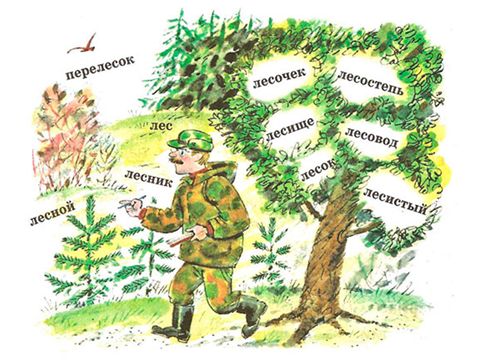 перелесок
лес
лесник
лесной
лесочек
лесостепь
лесище
лесовод
лесок
лесистый